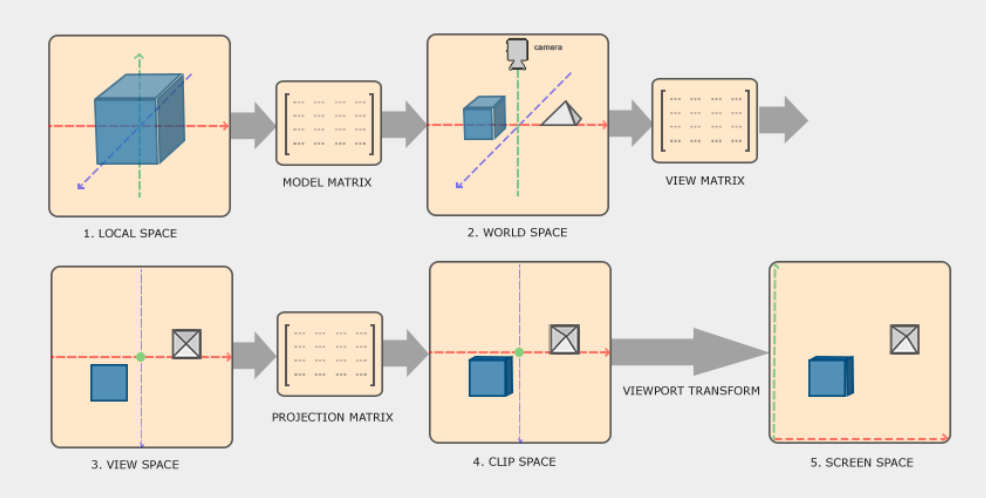 camera
MODEL MATRIX
VIEW MATRIX
1. LOCAL SPACE
2. WORLD SPACE
PROJECTION MATRIX
VIEWPORT TRANSFORM
3. VIEW SPACE
4. CLIP SPACE
5. SCREEN SPACE